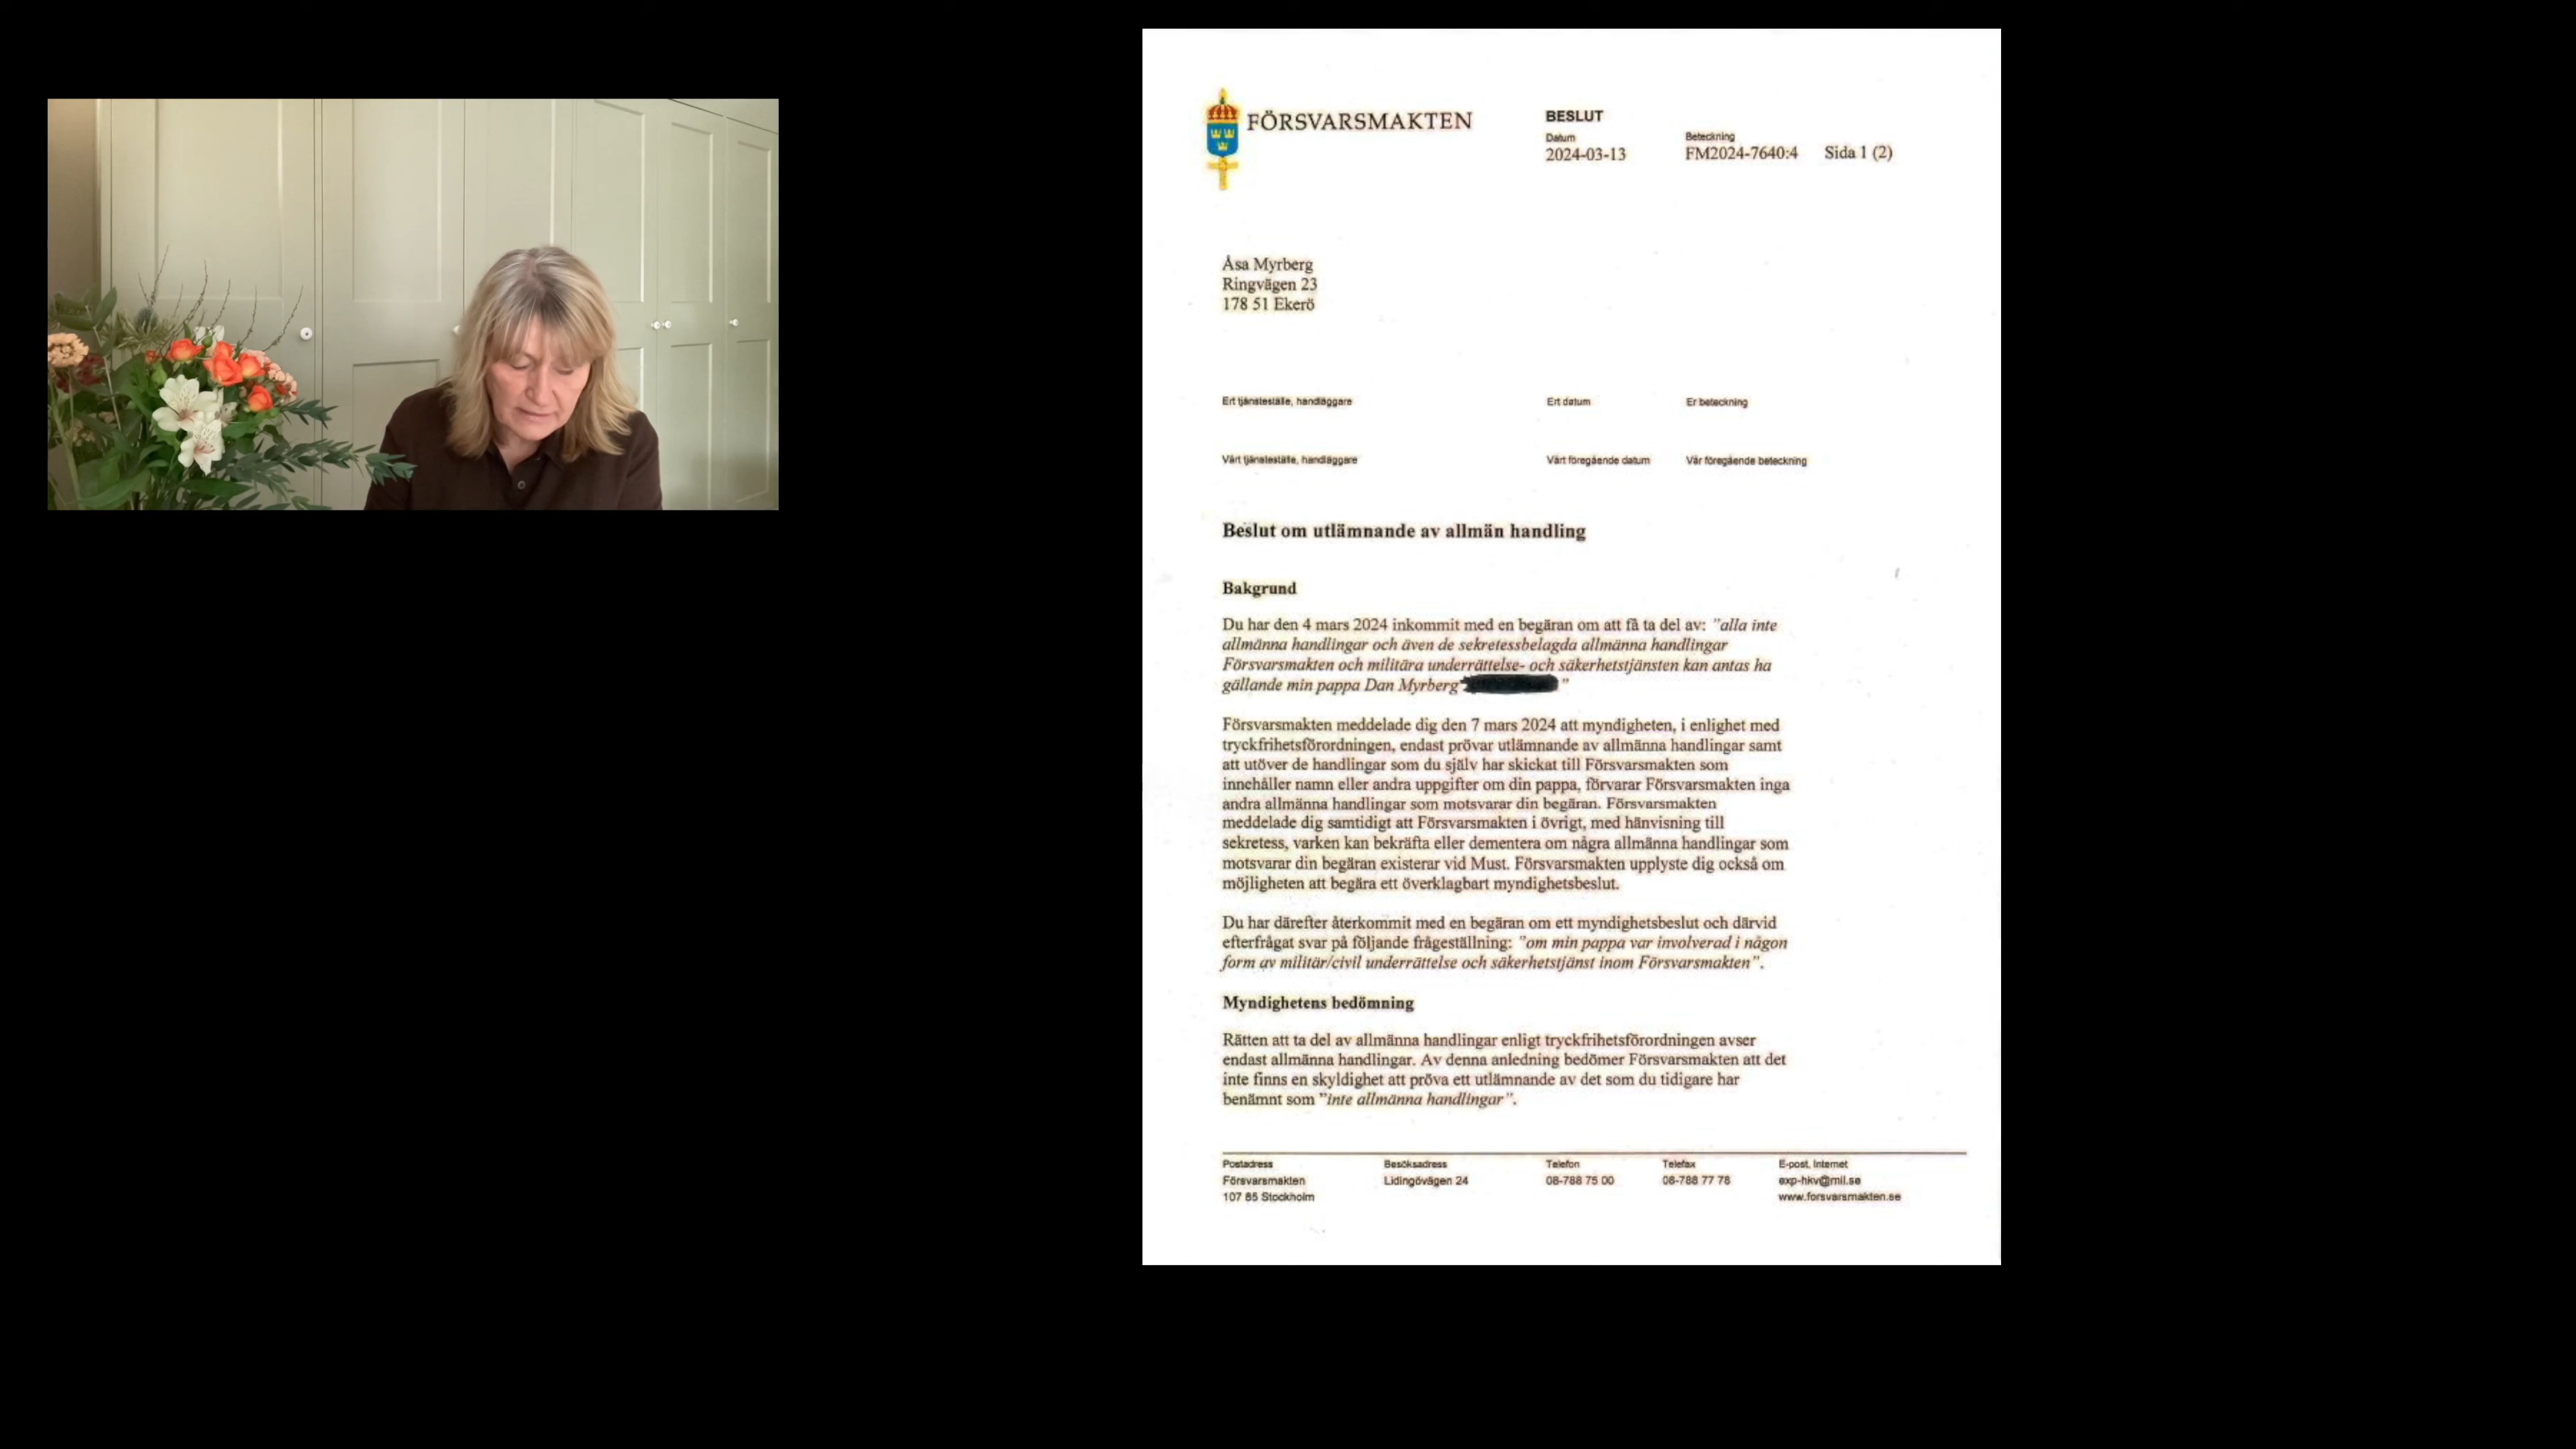 FÖRSVARSMAKTEN
BESLUT
Datum
2024-03-13
Beteckning
FM2024-7640:4
Sida 1 (2)
Åsa Myrberg
Ringvägen 23
178 51 Ekerö
Ert tjänsteställe, handläggare
Ert datum
Er beteckning
Vårt tjänsteställe, handläggare
Vårt föregående datum
Vår föregående beteckning
Beslut om utlämnande av allmän handling
Bakgrund
Du har den 4 mars 2024 inkommit med en begäran om att få ta del av: "alla inte
allmänna handlingar och även de sekretessbelagda allmänna handlingar
Försvarsmakten och militära underrättelse- och säkerhetstjänsten kan antas ha
gällande min pappa Dan Myrberg "
Försvarsmakten meddelade dig den 7 mars 2024 att myndigheten, i enlighet med
tryckfrihetsförordningen, endast prövar utlämnande av allmänna handlingar samt
att utöver de handlingar som du själv har skickat till Försvarsmakten som
innehåller namn eller andra uppgifter om din pappa, förvarar Försvarsmakten inga
andra allmänna handlingar som motsvarar din begäran. Försvarsmakten
meddelade dig samtidigt att Försvarsmakten i övrigt, med hänvisning till
sekretess, varken kan bekräfta eller dementera om några allmänna handlingar som
motsvarar din begäran existerar vid Must. Försvarsmakten upplyste dig också om
möjligheten att begära ett överklagbart myndighetsbeslut.
Du har därefter återkommit med en begäran om ett myndighetsbeslut och därvid
efterfrågat svar på följande frågeställning: "om min pappa var involverad i någon
form av militär/civil underrättelse och säkerhetstjänst inom Försvarsmakten".
Myndighetens bedömning
Rätten att ta del av allmänna handlingar enligt tryckfrihetsförordningen avser
endast allmänna handlingar. Av denna anledning bedömer Försvarsmakten att det
inte finns en skyldighet att pröva ett utlämnande av det som du tidigare har
benämnt som "inte allmänna handlingar".
Postadress
Försvarsmakten
107 85 Stockholm
Besöksadress
Lidingövägen 24
Telefon
08-788 75 00
Telefax
08-788 77 78
E-post, Internet
exp-hkv@mil.se
www.forsvarsmakten.se